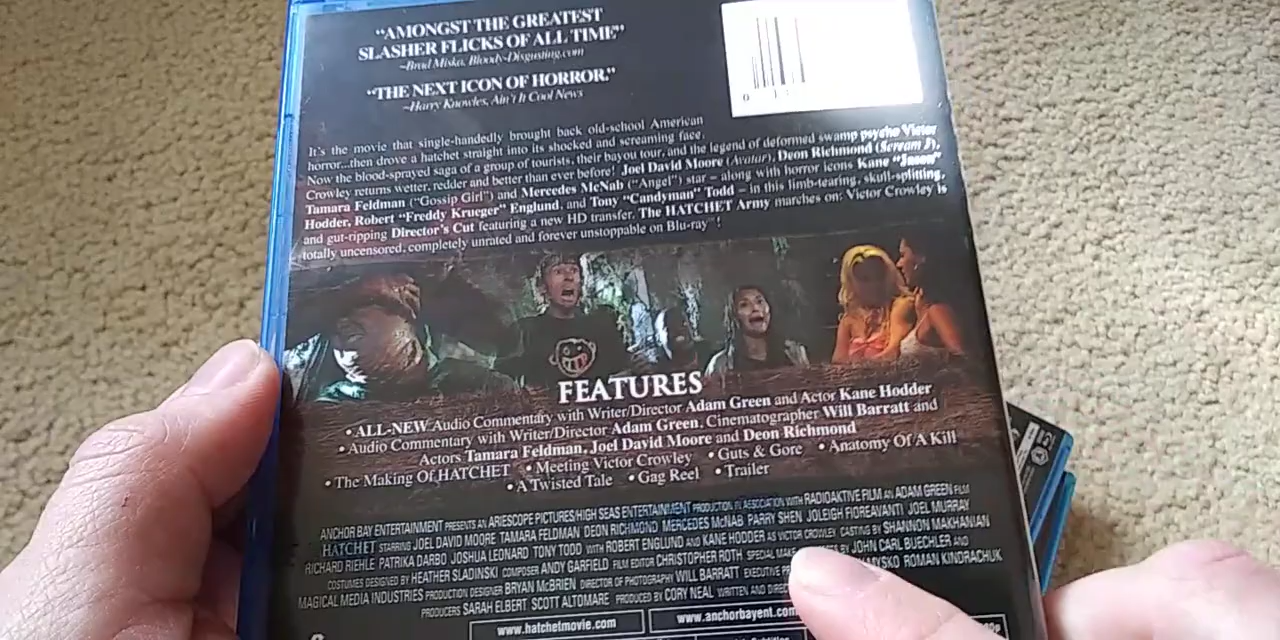 “AMONGST THE GREATEST
SLASHER FLICKS OF ALL TIME”
–Brad Miska, Bloody-Disgusting.com
“THE NEXT ICON OF HORROR.”
–Harry Knowles, Ain't It Cool News
It's the movie that single-handedly brought back old-school American
horror...then drove a hatchet straight into its shocked and screaming face.
Now the blood-sprayed saga of a group of tourists, their bayou tour, and the legend of deformed swamp psycho Victor
Crowley returns wetter, redder and better than ever before! Joel David Moore (Avatar), Deon Richmond (Scream 3),
Tamara Feldman (“Gossip Girl”) and Mercedes McNab (“Angel”) star – along with horror icons Kane “Jason”
Hodder, Robert “Freddy Krueger” Englund, and Tony “Candyman” Todd – in this limb-tearing, skull-splitting,
and gut-ripping Director's Cut featuring a new HD transfer. The HATCHET Army marches on: Victor Crowley is
totally uncensored, completely unrated and forever unstoppable on Blu-ray™!
FEATURES
• ALL-NEW Audio Commentary with Writer/Director Adam Green and Actor Kane Hodder
• Audio Commentary with Writer/Director Adam Green, Cinematographer Will Barratt and
Actors Tamara Feldman, Joel David Moore and Deon Richmond
• The Making Of HATCHET • Meeting Victor Crowley • Guts & Gore • Anatomy Of A Kill
• A Twisted Tale • Gag Reel • Trailer
ANCHOR BAY ENTERTAINMENT PRESENTS AN ARIESCOPE PICTURES/HIGH SEAS ENTERTAINMENT PRODUCTION IN ASSOCIATION WITH RADIOAKTIVE FILM AN ADAM GREEN FILM
HATCHET STARRING JOEL DAVID MOORE TAMARA FELDMAN DEON RICHMOND MERCEDES McNAB PARRY SHEN JOLEIGH FIOREAVANTI JOEL MURRAY
RICHARD RIEHLE PATRIKA DARBO JOSHUA LEONARD TONY TODD WITH ROBERT ENGLUND AND KANE HODDER AS VICTOR CROWLEY CASTING BY SHANNON MAKHANIAN
COSTUMES DESIGNED BY HEATHER SLADINSKI COMPOSER ANDY GARFIELD FILM EDITOR CHRISTOPHER ROTH SPECIAL BY JOHN CARL BUECHLER AND
MAGICAL MEDIA INDUSTRIES PRODUCTION DESIGNER BRYAN McBRIEN DIRECTOR OF PHOTOGRAPHY WILL BARRATT EXECUTIVE ROMAN KINDRACHUK
PRODUCERS SARAH ELBERT SCOTT ALTOMARE PRODUCED BY CORY NEAL WRITTEN AND
www.hatchetmovie.com www.anchorbayent.com